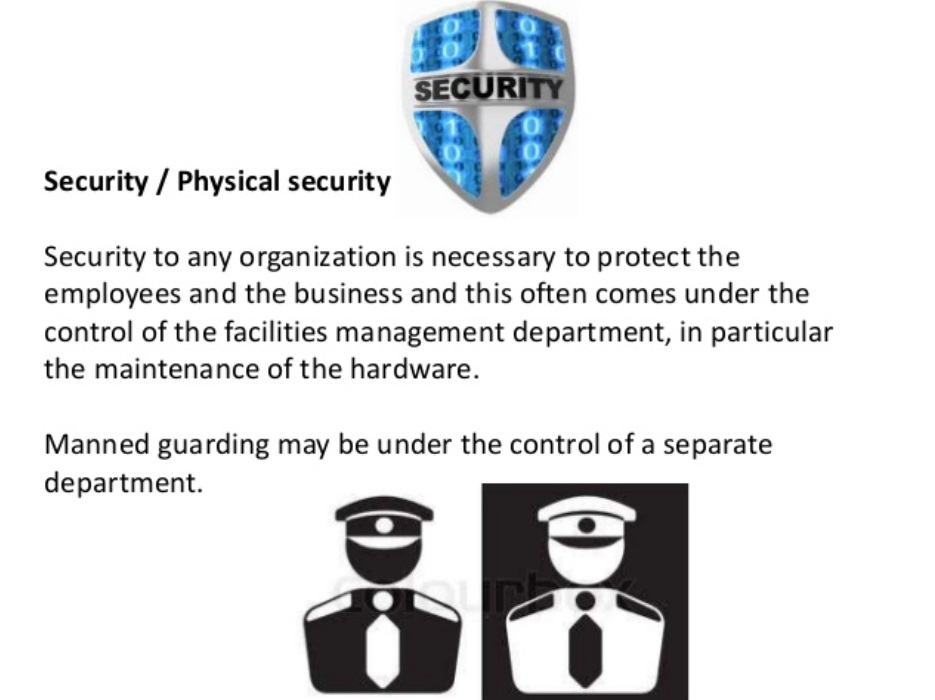 SECURITY
Security / Physical security
Security to any organization is necessary to protect the
employees and the business and this often comes under the
control of the facilities management department, in particular
the maintenance of the hardware.
Manned guarding may be under the control of a separate
department.
colourbox